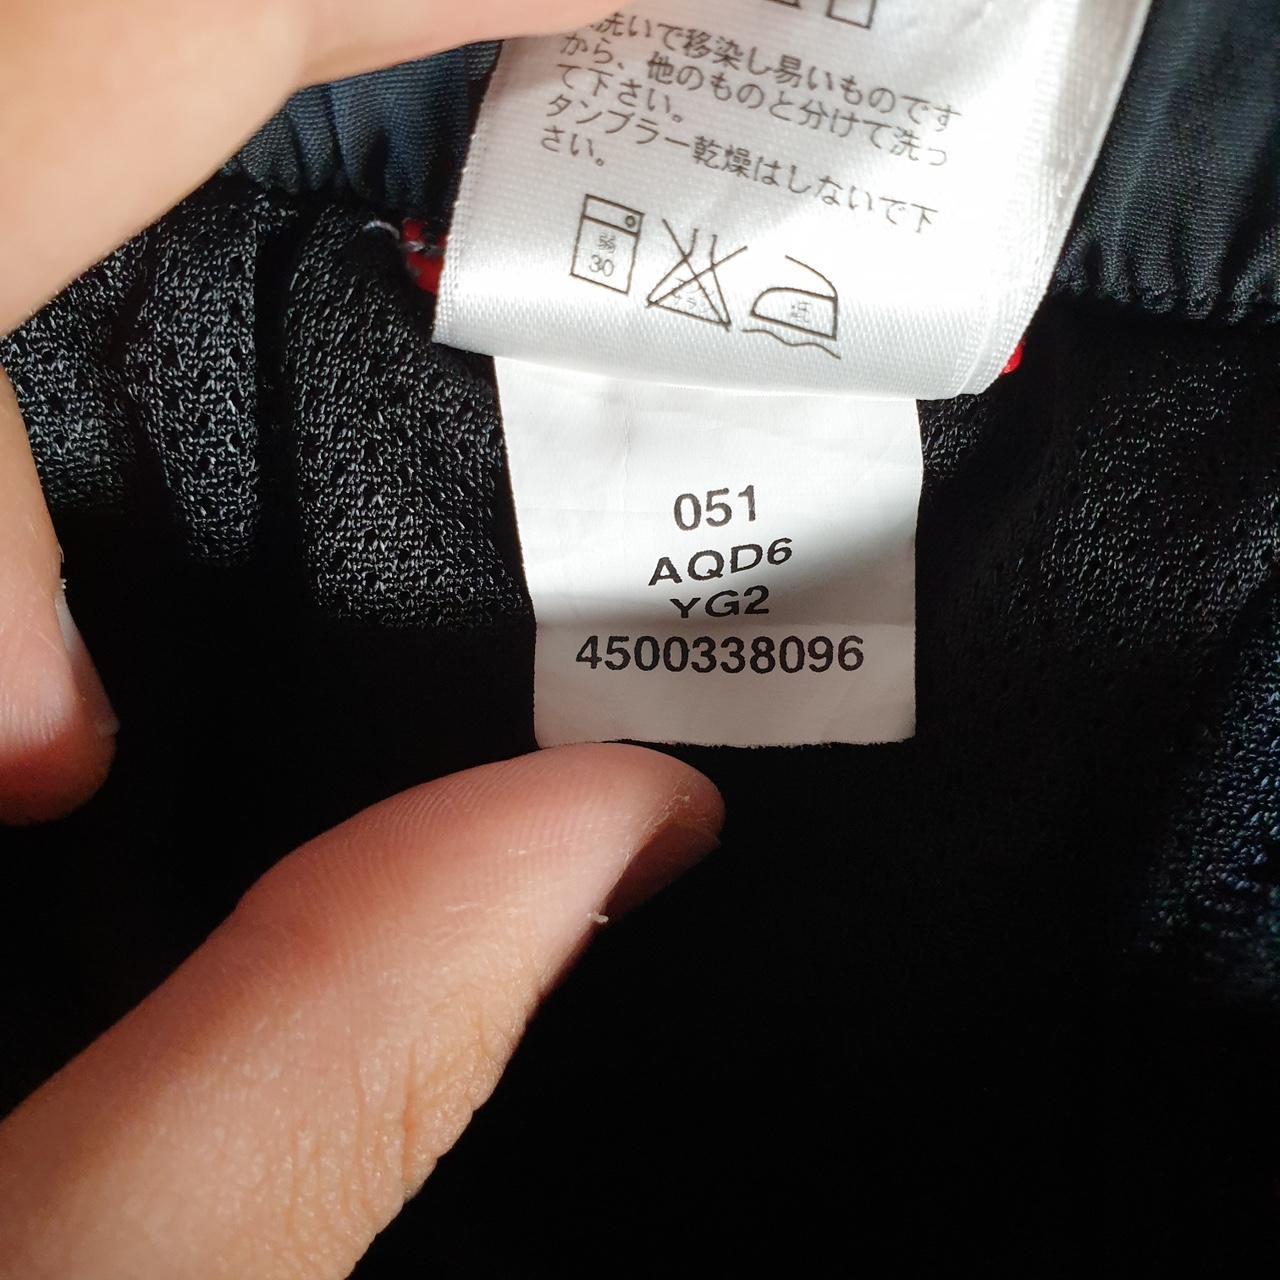 洗いで移染し易いものです
から、他のものと分けて洗っ
て下さい。
タンブラー乾燥はしないで下
さい。
30
051
AQD6
YG2
4500338096